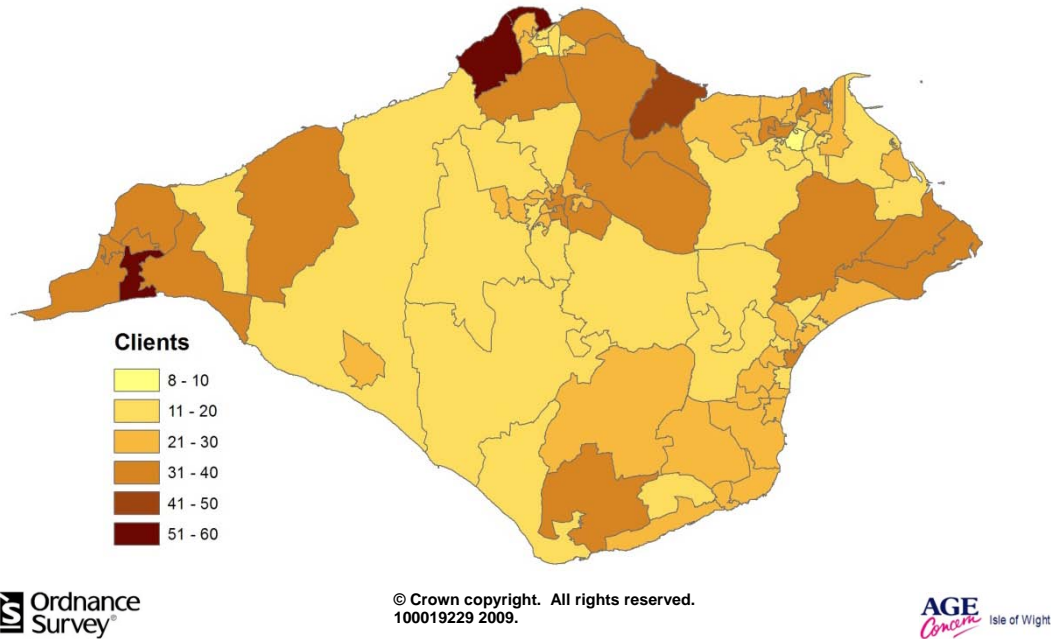 Clients
8 - 10
11 - 20
21 - 30
31 - 40
41 - 50
51 - 60
Ordnance
Survey®
© Crown copyright. All rights reserved.
100019229 2009.
AGE
Concern Isle of Wight